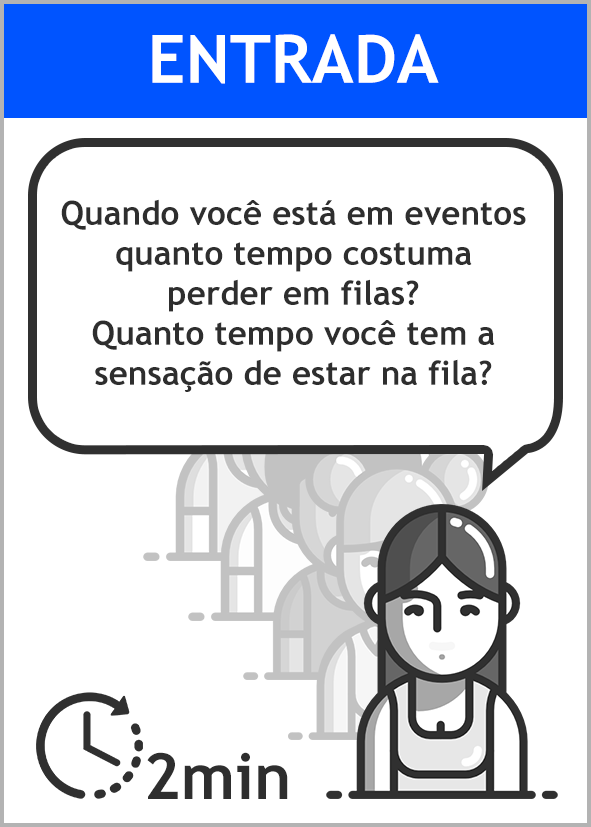 ENTRADA
Quando você está em eventos
quanto tempo costuma
perder em filas?
Quanto tempo você tem a
sensação de estar na fila?
2min